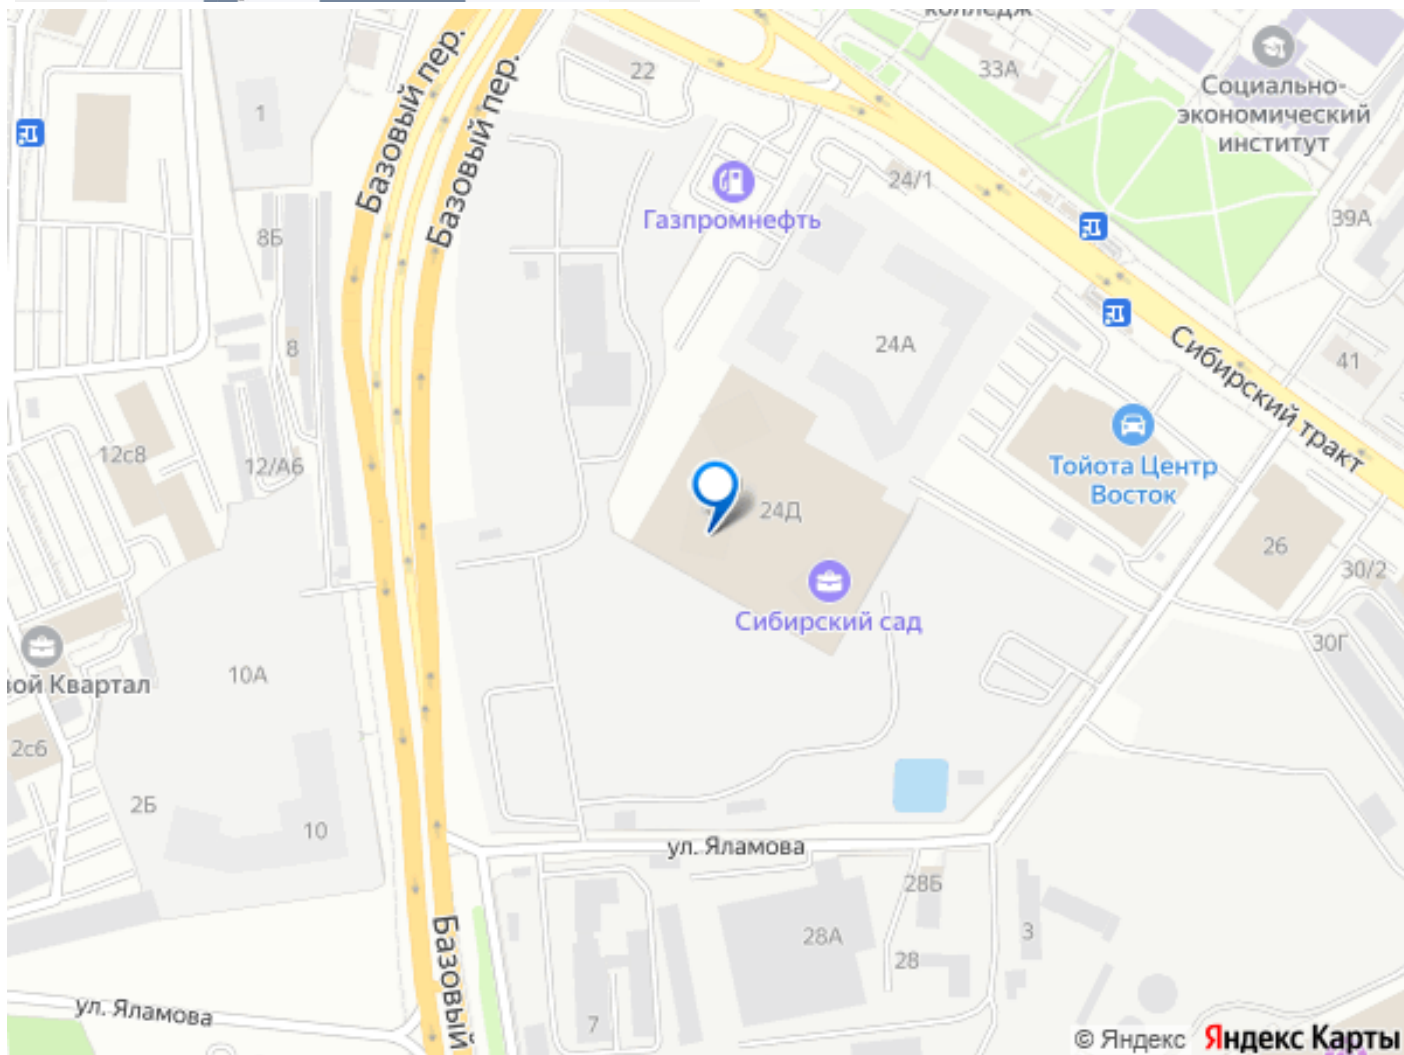 колледж
Базовый пер.
Базовый пер.
22
33А
Социально-
экономический
институт
1
24/1
Газпромнефть
39А
8Б
8
24А
41
Сибирский тракт
12с8
12/А6
Тойота Центр
Восток
24Д
26
30/2
Сибирский сад
30Г
10А
вой Квартал
2с6
2Б
10
ул. Яламова
28Б
28А
3
28
Базовый
ул. Яламова
7
© Яндекс Яндекс Карты